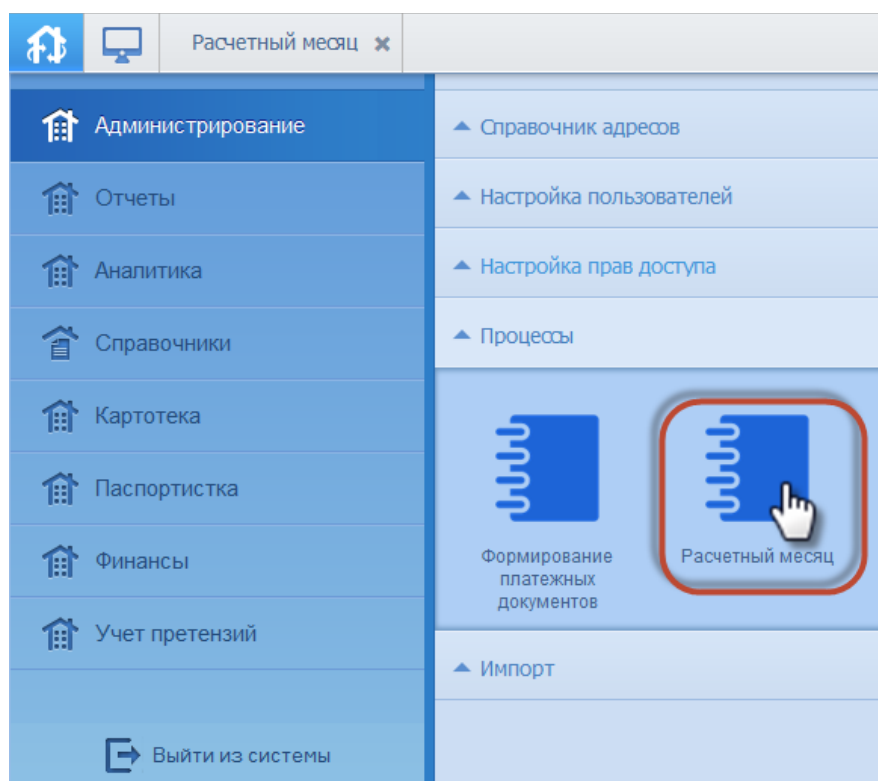 Расчетный месяц
Администрирование
Отчеты
Аналитика
Справочники
Картотека
Паспортистка
Финансы
Учет претензий
Выйти из системы
Справочник адресов
Настройка пользователей
Настройка прав доступа
Процессы
Формирование
платежных
документов
Расчетный месяц
Импорт